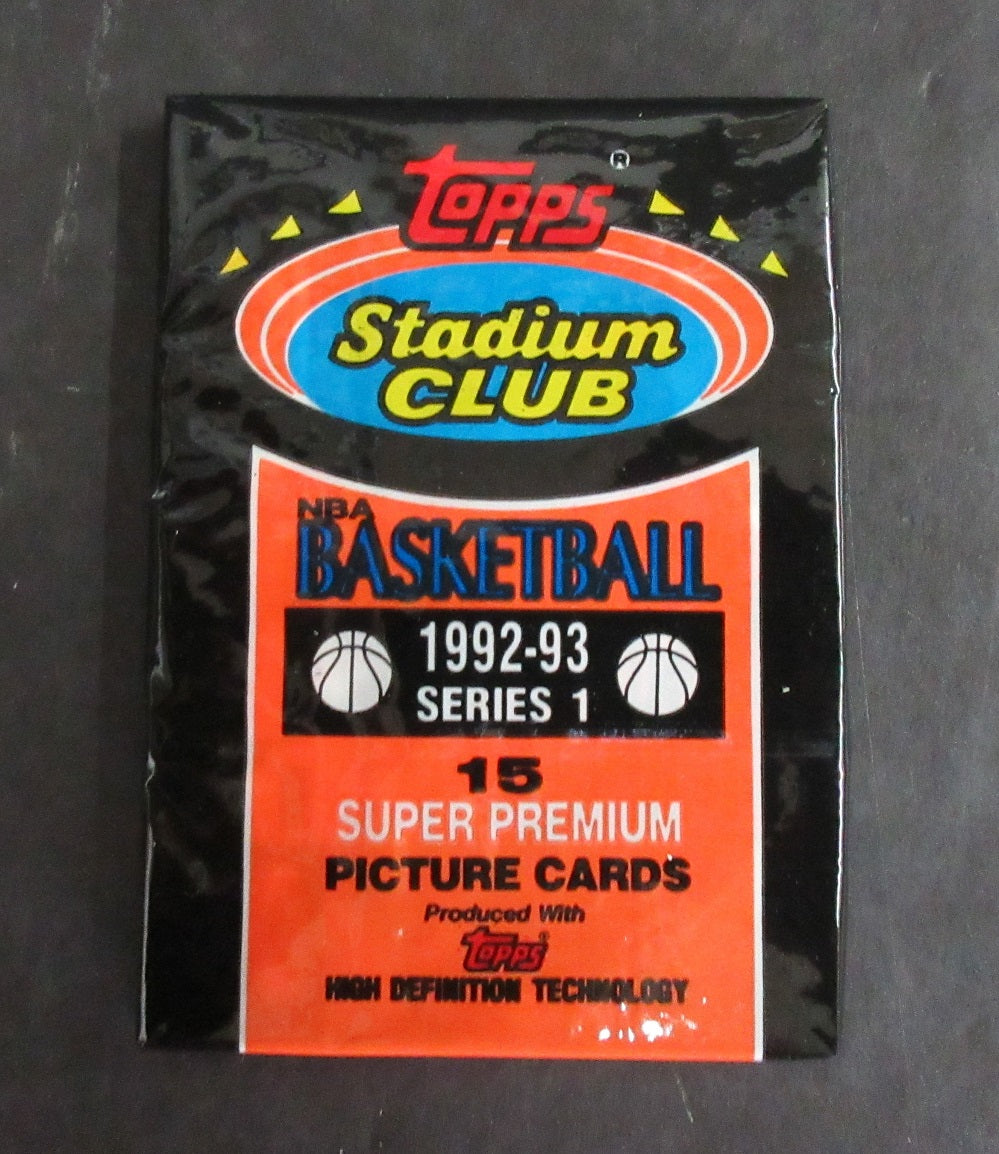 Topps ®
Stadium
CLUB
NBA
BASKETBALL
1992-93
SERIES 1
15
SUPER PREMIUM
PICTURE CARDS
Produced With
Topps
HIGH DEFINITION TECHNOLOGY